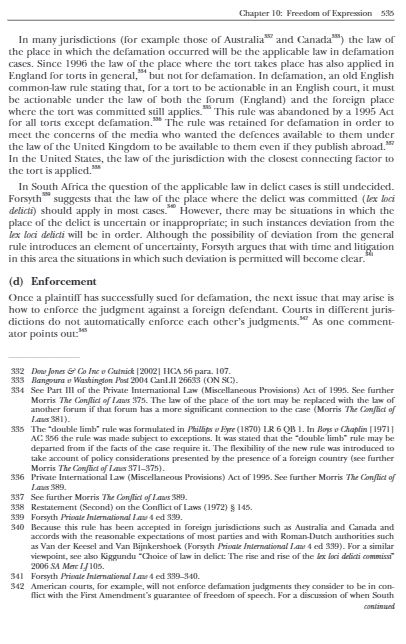 Chapter 10: Freedom of Expression 535
In many jurisdictions (for example those of Australia332 and Canada333) the law of
the place in which the defamation occurred will be the applicable law in defamation
cases. Since 1996 the law of the place where the tort takes place has also applied in
England for torts in general,334 but not for defamation. In defamation, an old English
common-law rule stating that, for a tort to be actionable in an English court, it must
be actionable under the law of both the forum (England) and the foreign place
where the tort was committed still applies.335 This rule was abandoned by a 1995 Act
for all torts except defamation.336 The rule was retained for defamation in order to
meet the concerns of the media who wanted the defences available to them under
the law of the United Kingdom to be available to them even if they publish abroad.337
In the United States, the law of the jurisdiction with the closest connecting factor to
the tort is applied.338
In South Africa the question of the applicable law in delict cases is still undecided.
Forsyth339 suggests that the law of the place where the delict was committed (lex loci
delicti) should apply in most cases.340 However, there may be situations in which the
place of the delict is uncertain or inappropriate; in such instances deviation from the
lex loci delicti will be in order. Although the possibility of deviation from the general
rule introduces an element of uncertainty, Forsyth argues that with time and litigation
in this area the situations in which such deviation is permitted will become clear.341
(d) Enforcement
Once a plaintiff has successfully sued for defamation, the next issue that may arise is
how to enforce the judgment against a foreign defendant. Courts in different juris-
dictions do not automatically enforce each other's judgments.342 As one comment-
ator points out:343
332 Dow Jones & Co Inc v Gutnick [2002] HCA 56 para. 107.
333 Bangoura v Washington Post 2004 CanLII 26633 (ON SC).
334 See Part III of the Private International Law (Miscellaneous Provisions) Act of 1995. See further
Morris The Conflict of Laws 375. The law of the place of the tort may be replaced with the law of
another forum if that forum has a more significant connection to the case (Morris The Conflict of
Laws 381).
335 The "double limb" rule was formulated in Phillips v Eyre (1870) LR 6 QB 1. In Boys v Chaplin [1971]
AC 356 the rule was made subject to exceptions. It was stated that the "double limb" rule may be
departed from if the facts of the case require it. The flexibility of the new rule was introduced to
take account of policy considerations presented by the presence of a foreign country (see further
Morris The Conflict of Laws 371–375).
336 Private International Law (Miscellaneous Provisions) Act of 1995. See further Morris The Conflict of
Laws 389.
337 See further Morris The Conflict of Laws 389.
338 Restatement (Second) on the Conflict of Laws (1972) § 145.
339 Forsyth Private International Law 4 ed 339.
340 Because this rule has been accepted in foreign jurisdictions such as Australia and Canada and
accords with the reasonable expectations of most parties and with Roman-Dutch authorities such
as Van der Keesel and Van Bijnkershoek (Forsyth Private International Law 4 ed 339). For a similar
viewpoint, see also Kiggundu "Choice of law in delict: The rise and rise of the lex loci delicti commissi"
2006 SA Merc LJ 105.
341 Forsyth Private International Law 4 ed 339–340.
342 American courts, for example, will not enforce defamation judgments they consider to be in con-
flict with the First Amendment's guarantee of freedom of speech. For a discussion of when South
continued